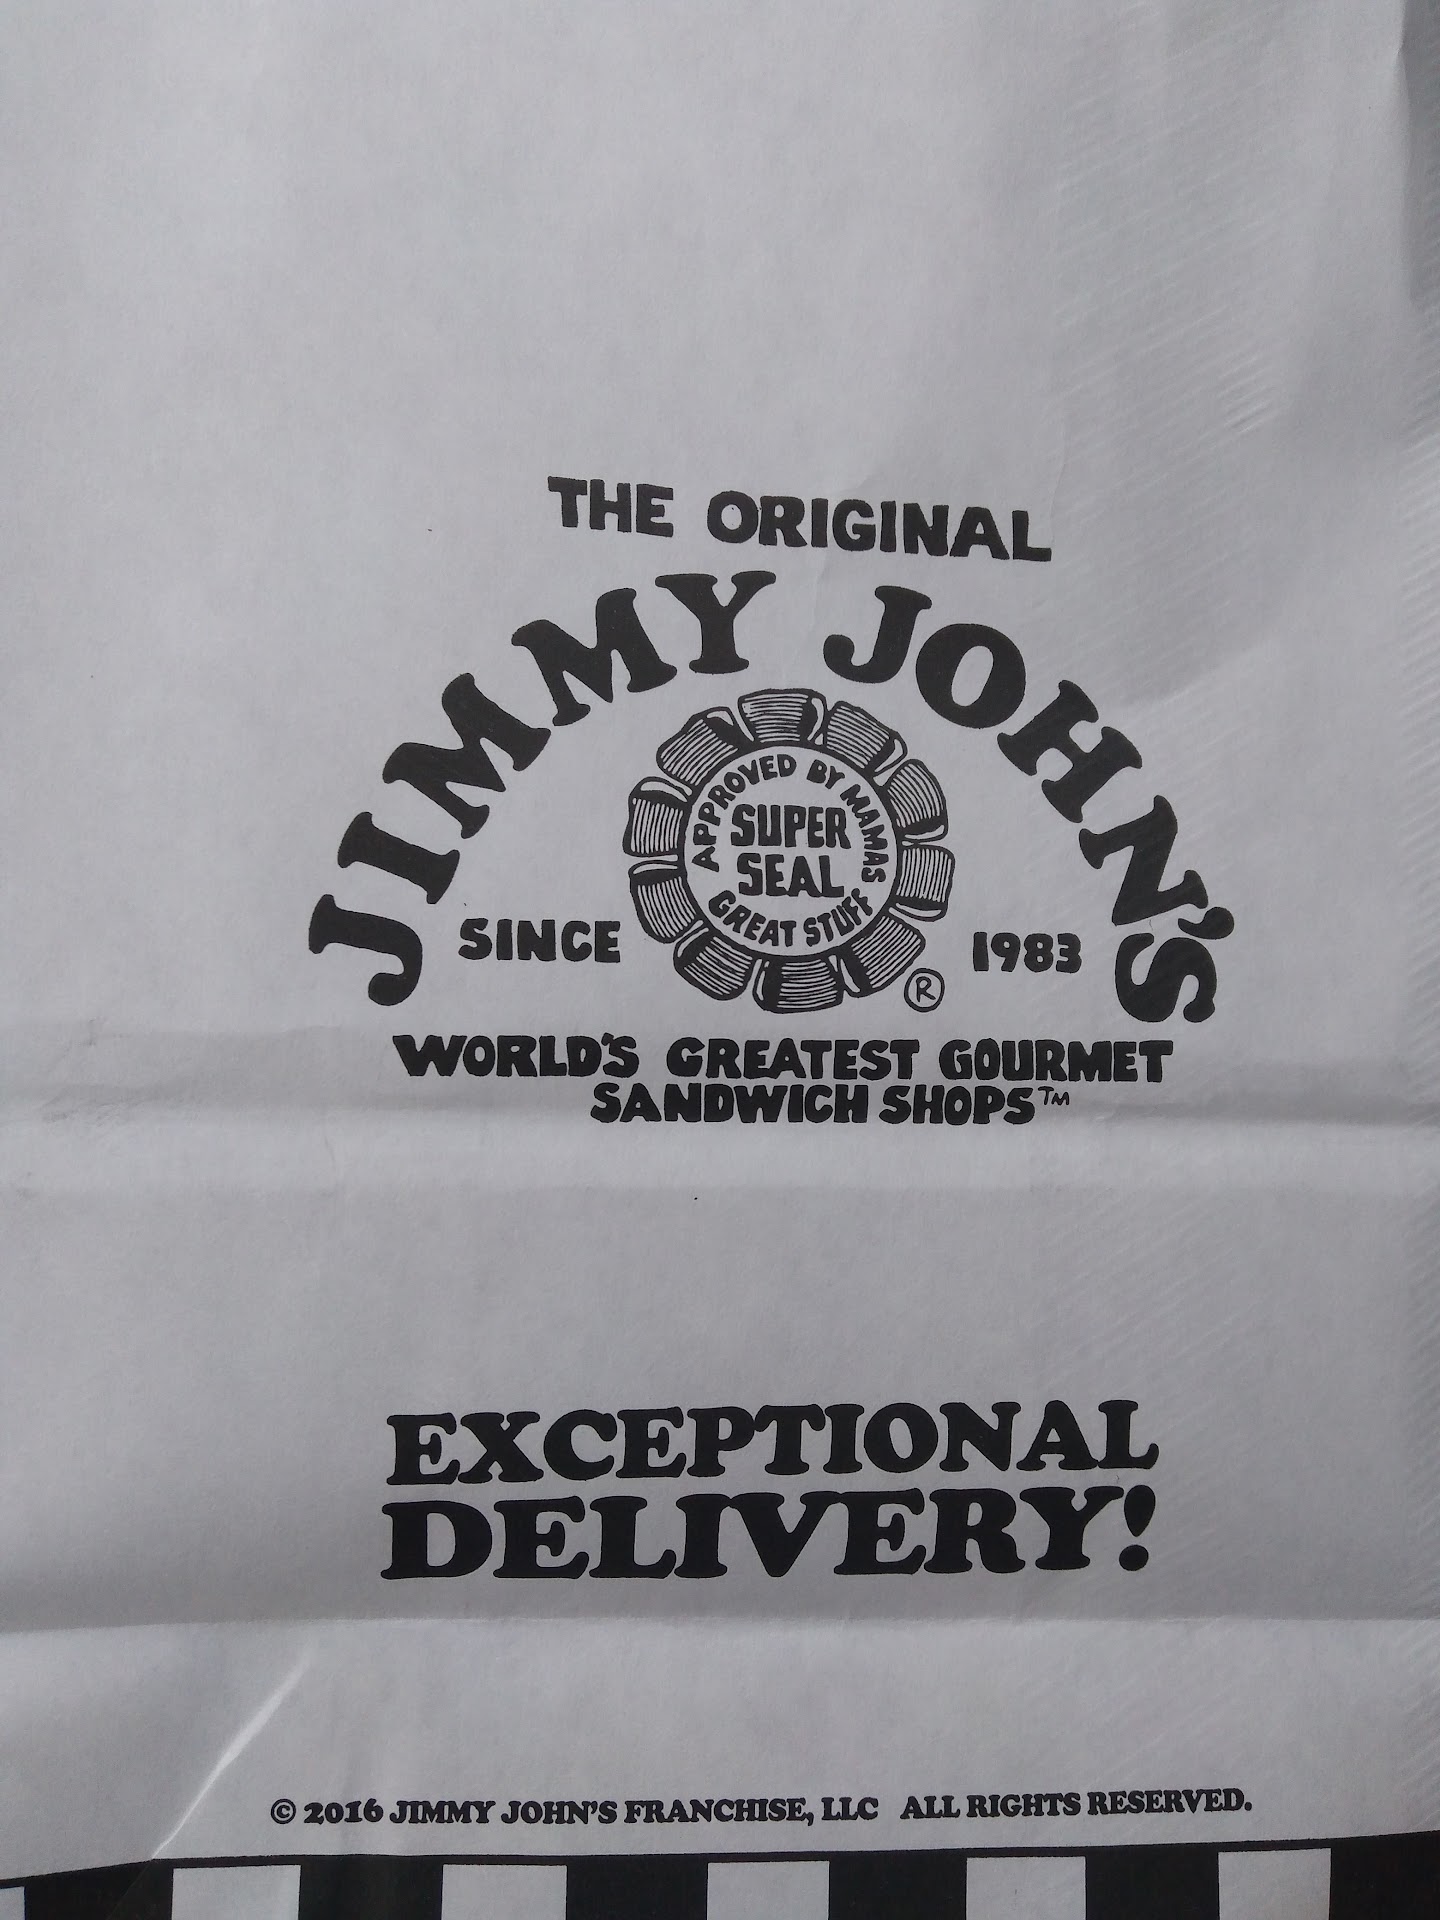 THE ORIGINAL
JIMMY JOHN'S
APPROVED BY MAMAS
SUPER
SEAL
GREAT STUFF
SINCE 1983
®
WORLD'S GREATEST GOURMET
SANDWICH SHOPS™
EXCEPTIONAL
DELIVERY!
© 2016 JIMMY JOHN'S FRANCHISE, LLC ALL RIGHTS RESERVED.